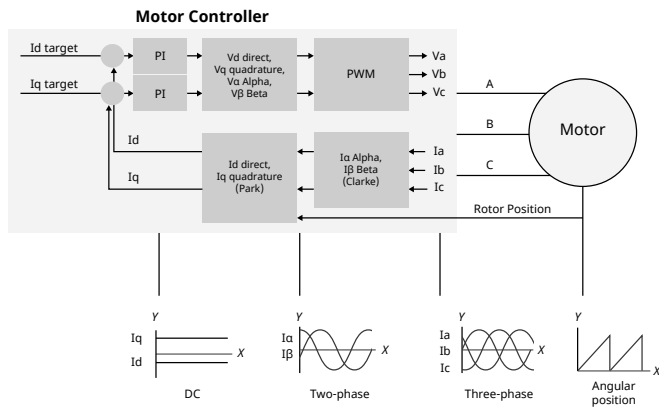 Motor Controller
Id target
PI
Vd direct,
Vq quadrature,
Vα Alpha,
Vβ Beta
PWM
Va
Vb
Vc
Iq target
PI
A
B
C
Motor
Id
Iq
Id direct,
Iq quadrature
(Park)
Iα Alpha,
Iβ Beta
(Clarke)
Ia
Ib
Ic
Rotor Position
Y
Iq
Id
X
DC
Y
Iα
Iβ
X
Two-phase
Y
Ia
Ib
Ic
X
Three-phase
Y
X
Angular
position